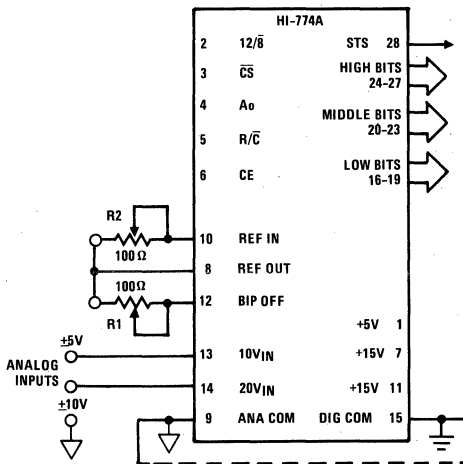 HI-774A
2 12/8̅ STS 28
3 C̅S̅ HIGH BITS
24-27
4 Ao MIDDLE BITS
20-23
5 R/C̅
6 CE LOW BITS
16-19
R2
100Ω
10 REF IN
8 REF OUT
100Ω
R1
12 BIP OFF
+5V 1
±5V
13 10VIN +15V 7
ANALOG
INPUTS
14 20VIN +15V 11
±10V
9 ANA COM DIG COM 15